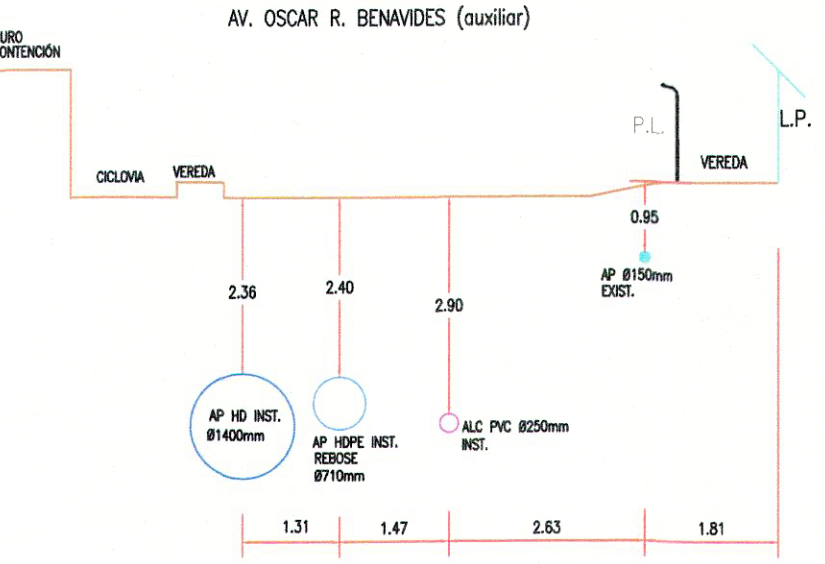 AV. OSCAR R. BENAVIDES (auxiliar)
URO
ONTENCIÓN
P.L.
L.P.
CICLOVIA
VEREDA
VEREDA
0.95
AP Ø150mm
EXIST.
2.36
2.40
2.90
AP HD INST.
Ø1400mm
AP HDPE INST.
REBOSE
Ø710mm
ALC PVC Ø250mm
INST.
1.31
1.47
2.63
1.81